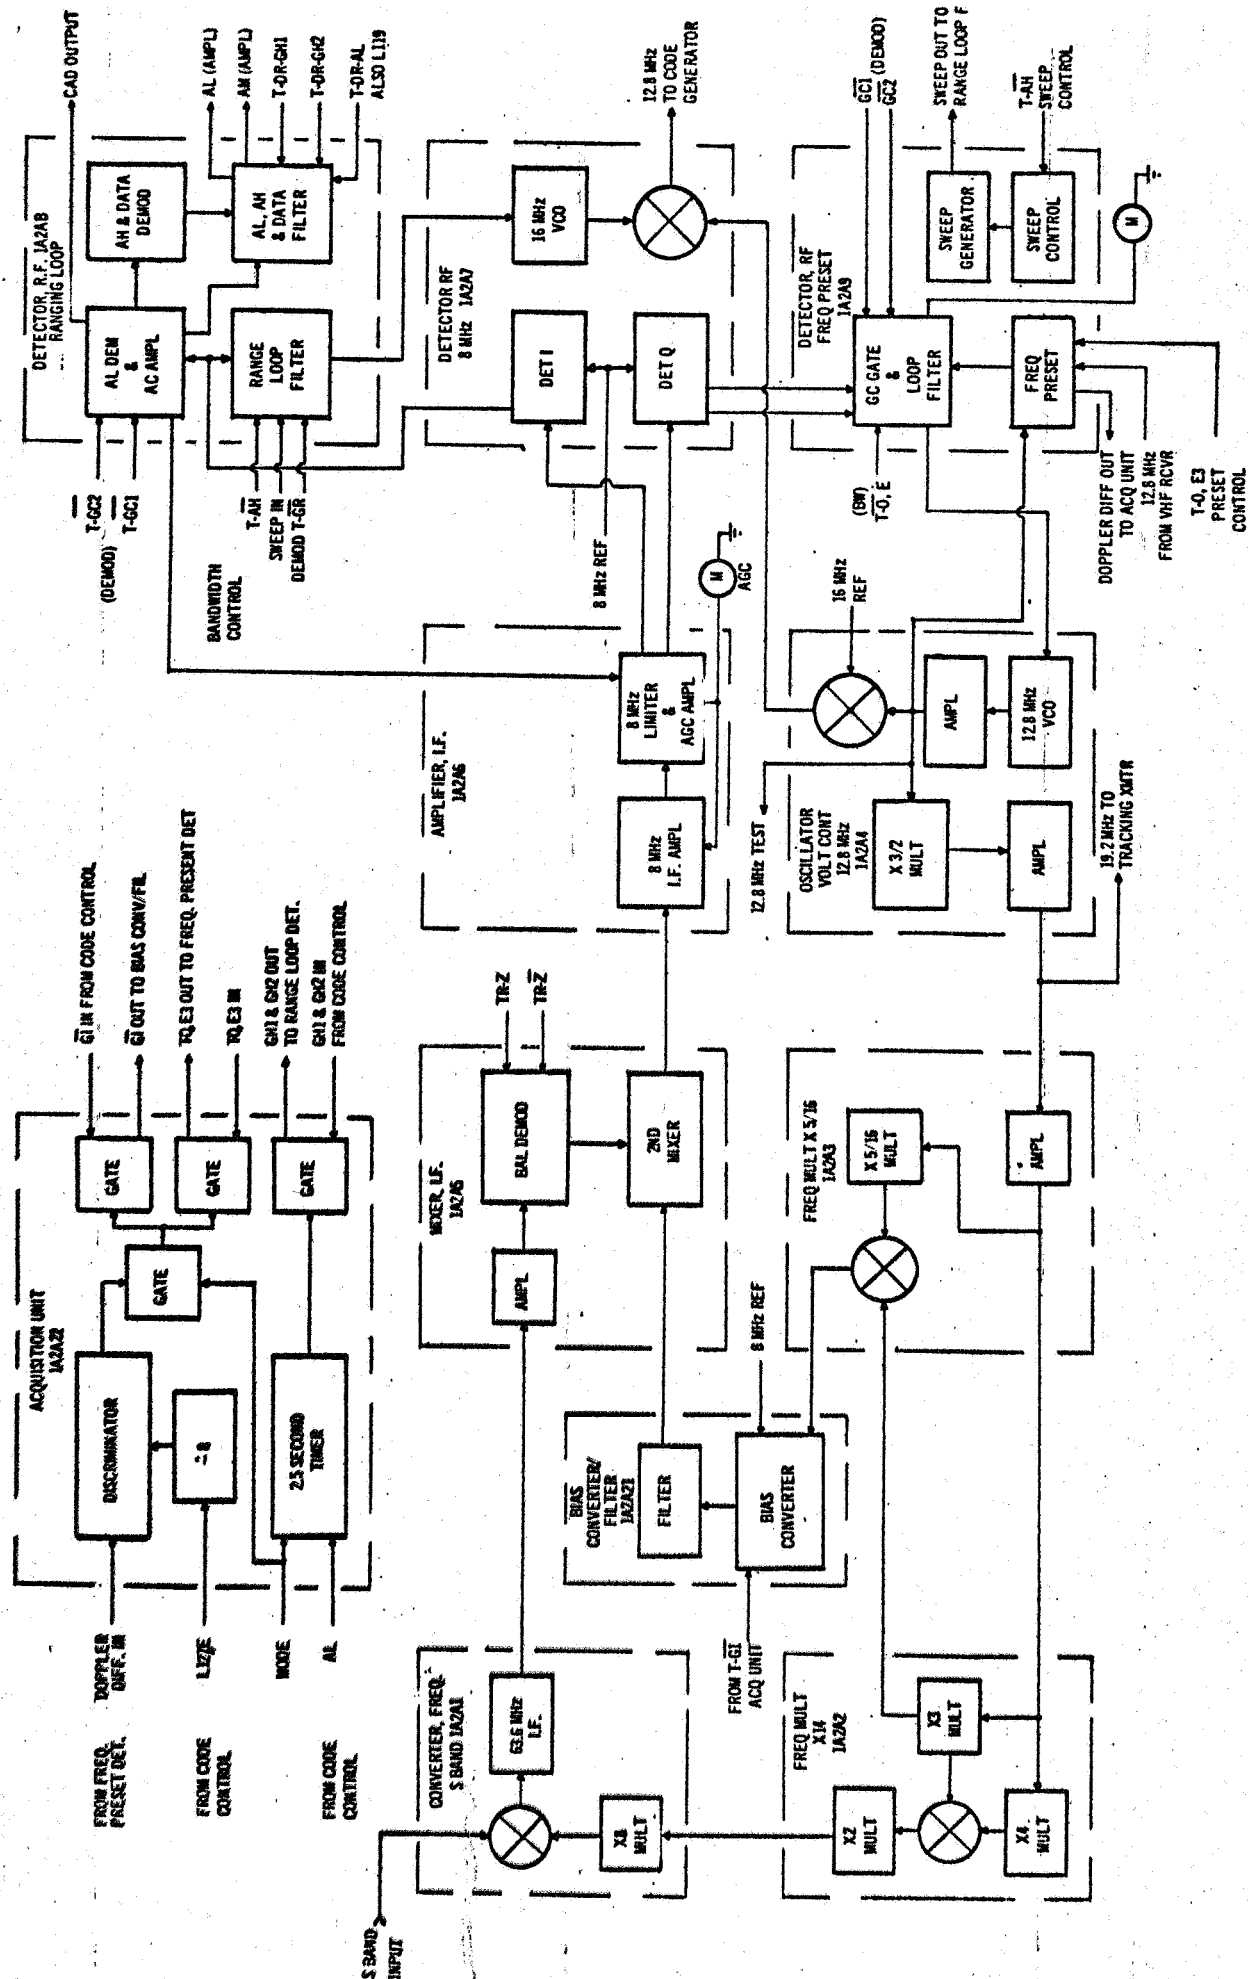 FROM FREQ.
PRESET DET.
DOPPLER
DIFF. IN
FROM CODE
CONTROL
MODE
FROM CODE
CONTROL
AL
ACQUISITION UNIT
1A2A22
DISCRIMINATOR
÷ 8
2.5 SECOND
TIMER
GATE
GATE
GATE
GATE
GI IN FROM CODE CONTROL
GI OUT TO BIAS CONV/FIL
TO,E3 OUT TO FREQ. PRESENT DET
TO,E3 IN
GH1 & GH2 OUT
TO RANGE LOOP DET.
GH1 & GH2 IN
FROM CODE CONTROL
DETECTOR, R.F. 1A2A8
RANGING LOOP
AL DEM
&
AC AMPL
AH & DATA
DEMOD
AL, AH
& DATA
FILTER
RANGE
LOOP
FILTER
CAD OUTPUT
AL (AMPL)
AH (AMPL)
T-OR-GH1
T-OR-GH2
T-OR-AL
ALSO L119
T-GC2
(DEMOD)
T-GC1
BANDWIDTH
CONTROL
T-AH
SWEEP IN
DEMOD T-GR
S BAND
INPUT
CONVERTER, FREQ.
S BAND 1A2A1
63.6 MHz
I.F.
X8
MULT
MIXER, I.F.
1A2A5
AMPL
BAL DEMOD
2ND
MIXER
TR-Z
TR-Z
AMPLIFIER, I.F.
1A2A6
8 MHz
I.F. AMPL
8 MHz
LIMITER
&
AGC AMPL
M
AGC
8 MHz REF
DETECTOR RF
8 MHz 1A2A7
DET I
DET Q
16 MHz
VCO
12.8 MHz
TO CODE
GENERATOR
BIAS
CONVERTER/
FILTER
1A2A21
FILTER
BIAS
CONVERTER
8 MHz REF
FROM T-GI
ACQ UNIT
FREQ MULT
X14
1A2A2
X2
MULT
X3
MULT
X4
MULT
FREQ MULT X 5/16
1A2A3
X 5/16
MULT
AMPL
OSCILLATOR
VOLT CONT
12.8 MHz
1A2A4
X 3/2
MULT
AMPL
AMPL
12.8 MHz
VCO
12.8 MHz TEST
16 MHz
REF
19.2 MHz TO
TRACKING XMTR
DETECTOR, RF
FREQ PRESET
1A2A9
GC GATE
&
LOOP
FILTER
FREQ
PRESET
SWEEP
GENERATOR
SWEEP
CONTROL
M
GC1
(DEMOD)
GC2
SWEEP OUT TO
RANGE LOOP F
T-AH
SWEEP
CONTROL
(BW)
T-O, E
DOPPLER DIFF OUT
TO ACQ UNIT
12.8 MHz
FROM VHF RCVR
T-O, E3
PRESET
CONTROL